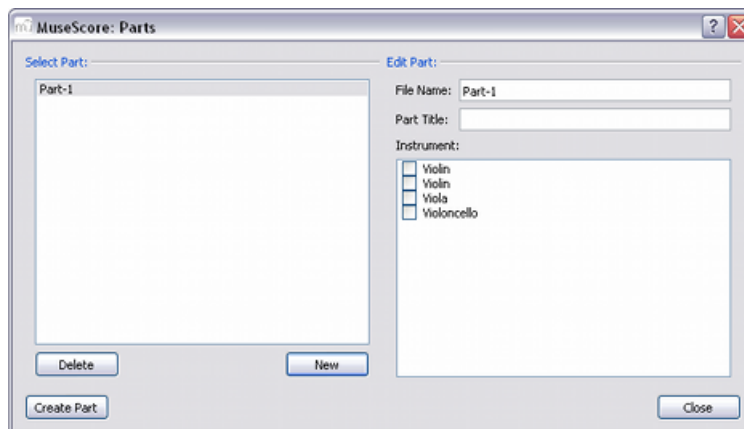 MuseScore: Parts
Select Part:
Part-1
Delete
New
Create Part
Edit Part:
File Name: Part-1
Part Title:
Instrument:
Violin
Violin
Viola
Violoncello
Close